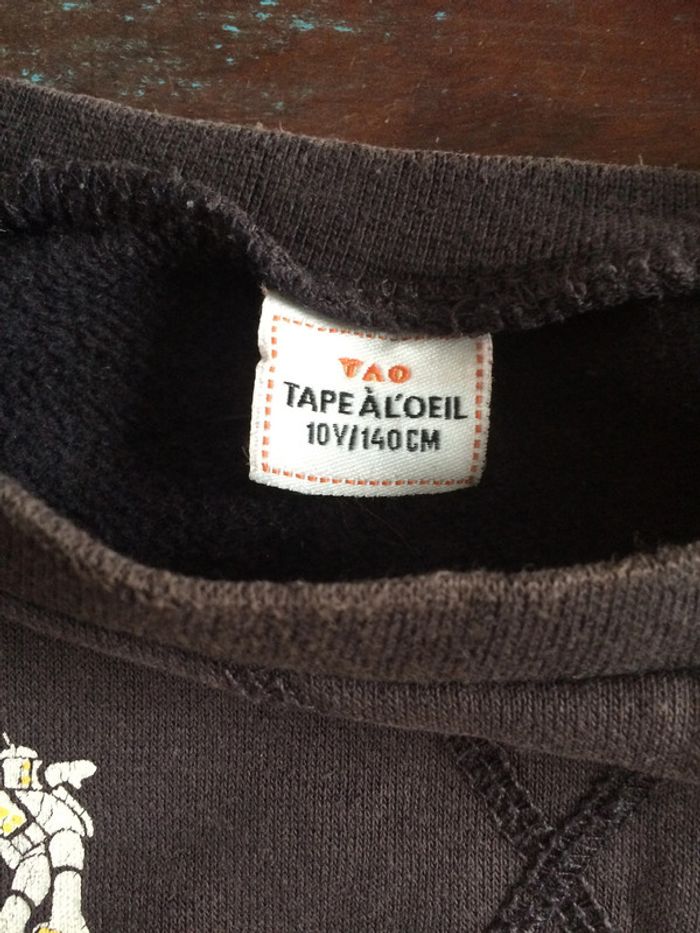 TAO
TAPE À L'OEIL
10Y/140CM